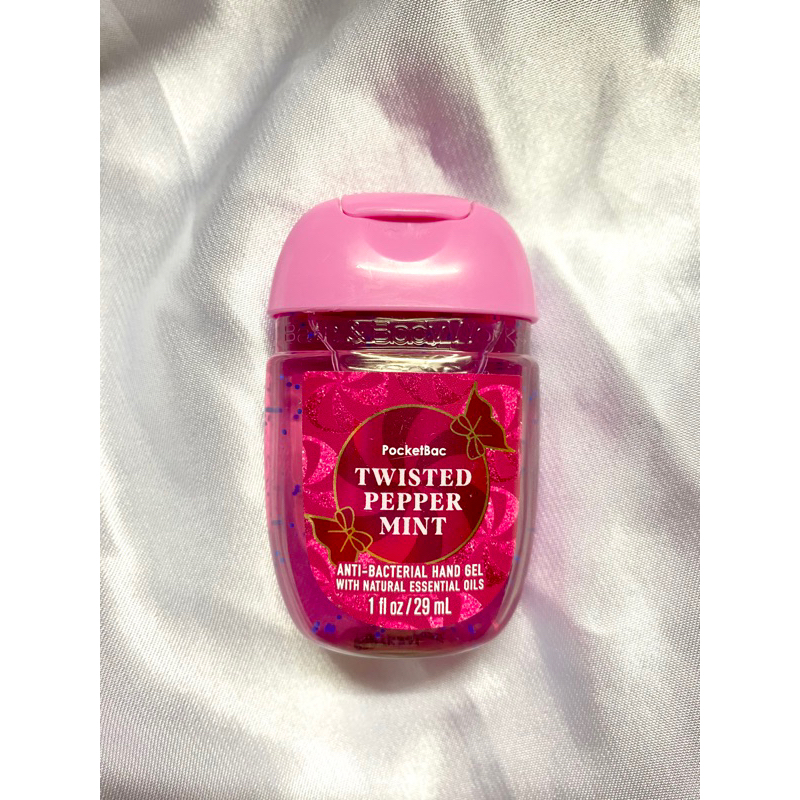 PocketBac
TWISTED
PEPPER
MINT
ANTI-BACTERIAL HAND GEL
WITH NATURAL ESSENTIAL OILS
1 fl oz / 29 mL